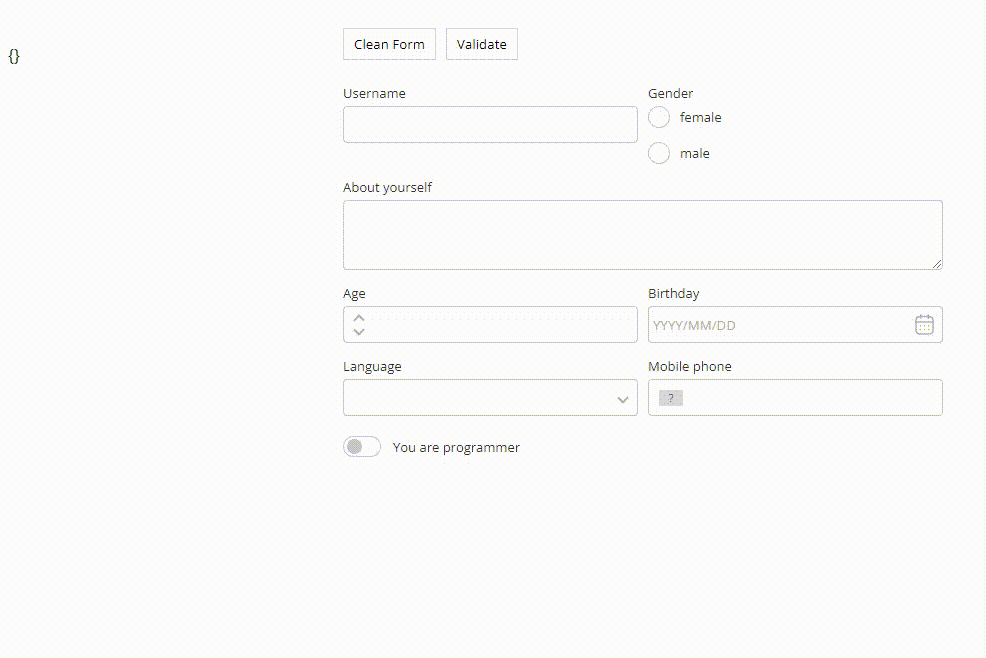 {}
Clean Form Validate
Username Gender
female
male
About yourself
Age Birthday
YYYY/MM/DD
Language Mobile phone
?
You are programmer